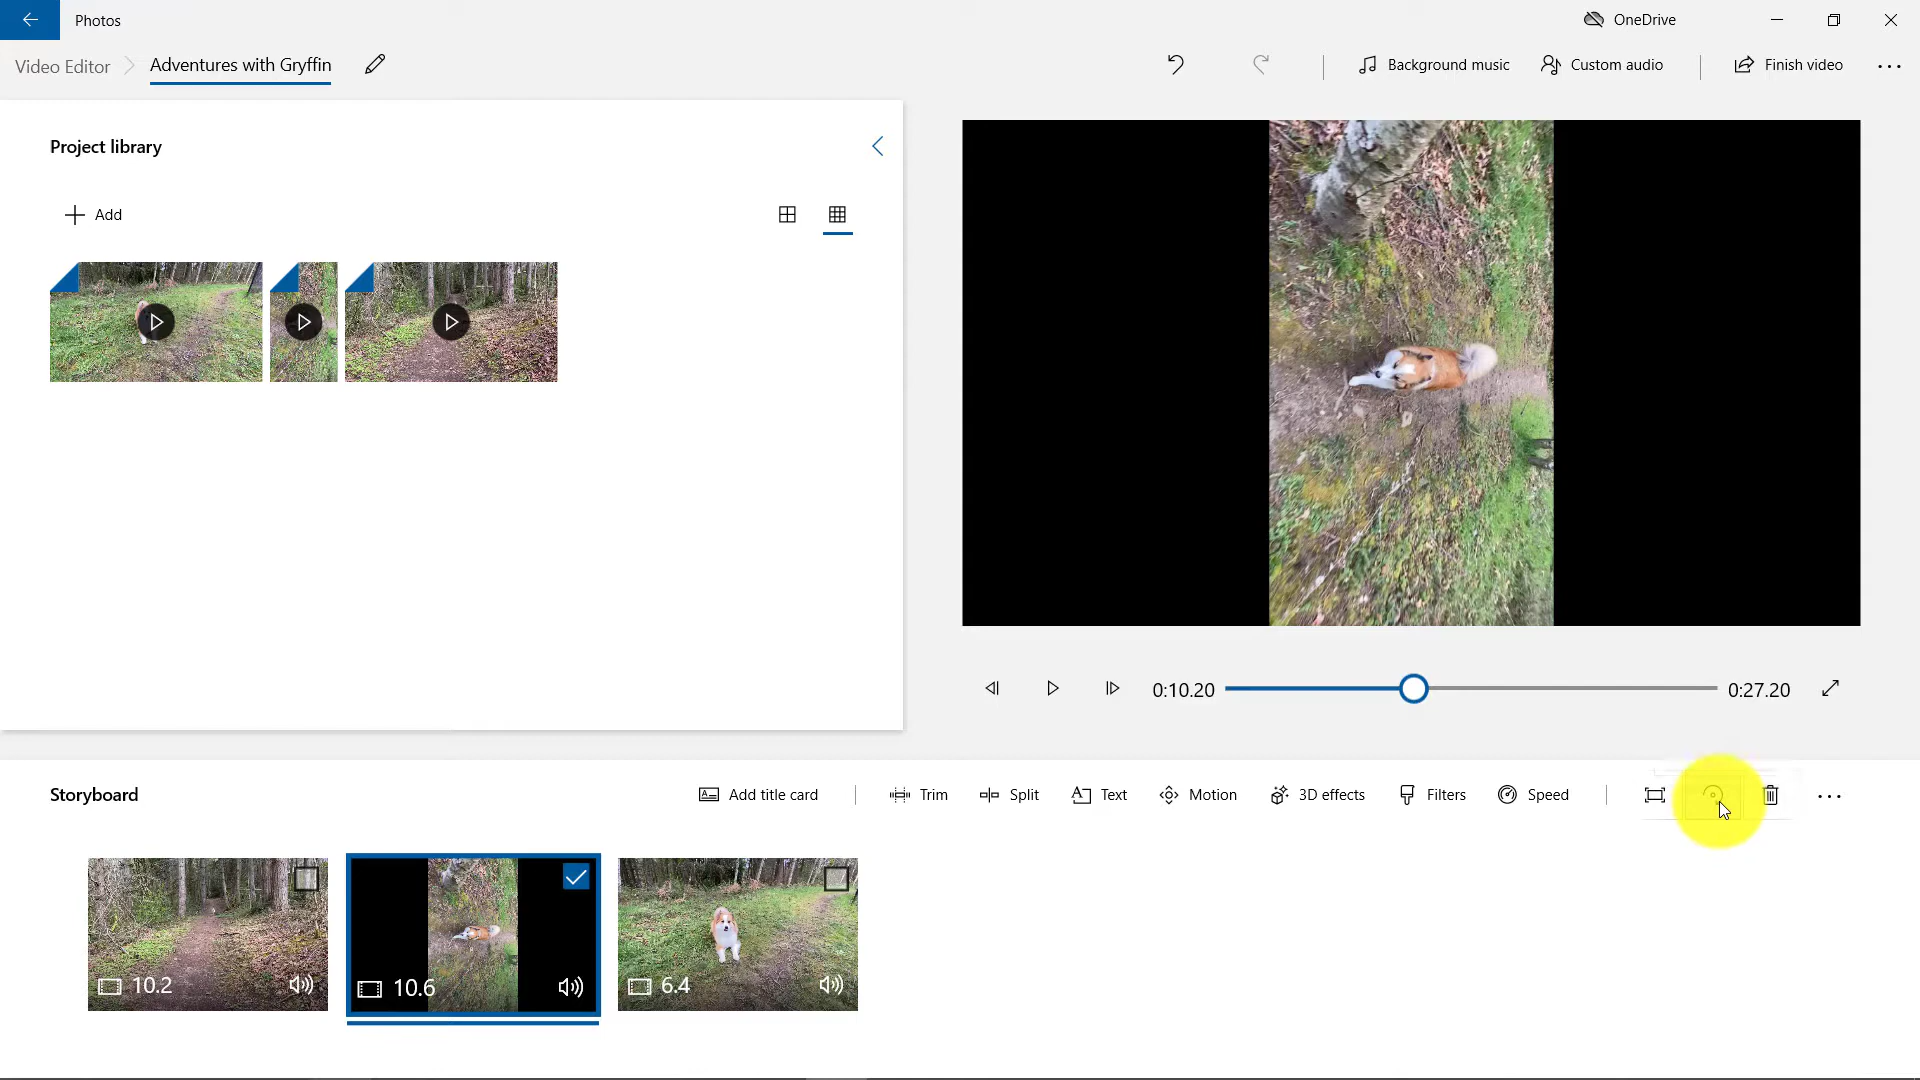 Photos
OneDrive
Video Editor
Adventures with Gryffin
Background music
Custom audio
Finish video
Project library
Add
0:10.20
0:27.20
Storyboard
Add title card
Trim
Split
Text
Motion
3D effects
Filters
Speed
10.2
10.6
6.4